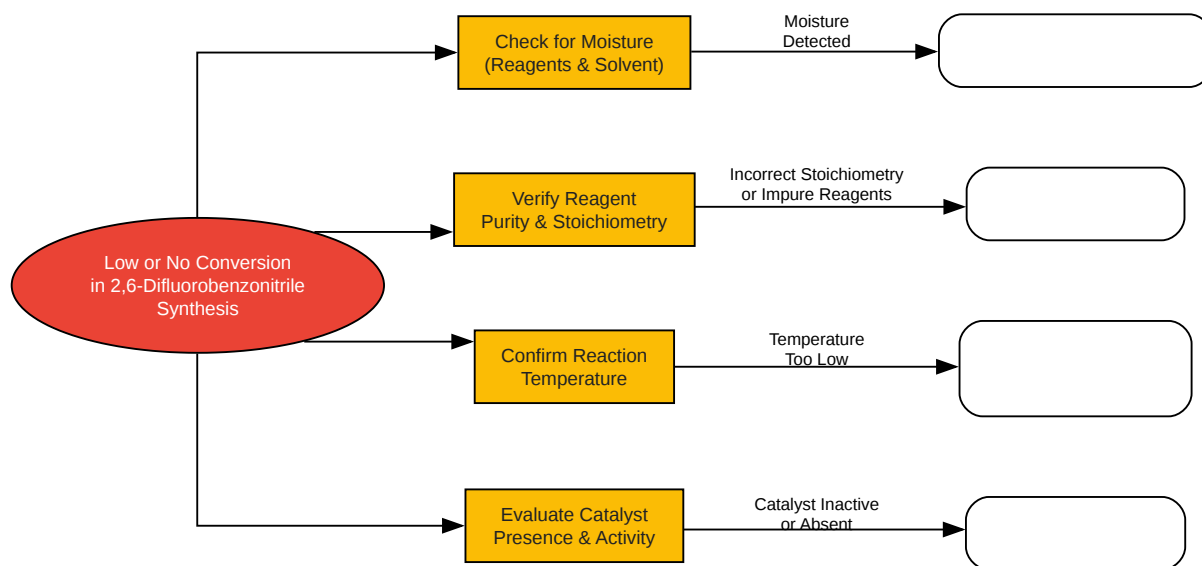 Check for Moisture
(Reagents & Solvent)
Moisture
Detected
Verify Reagent
Purity & Stoichiometry
Incorrect Stoichiometry
or Impure Reagents
Low or No Conversion
in 2,6-Difluorobenzonitrile
Synthesis
Confirm Reaction
Temperature
Temperature
Too Low
Evaluate Catalyst
Presence & Activity
Catalyst Inactive
or Absent